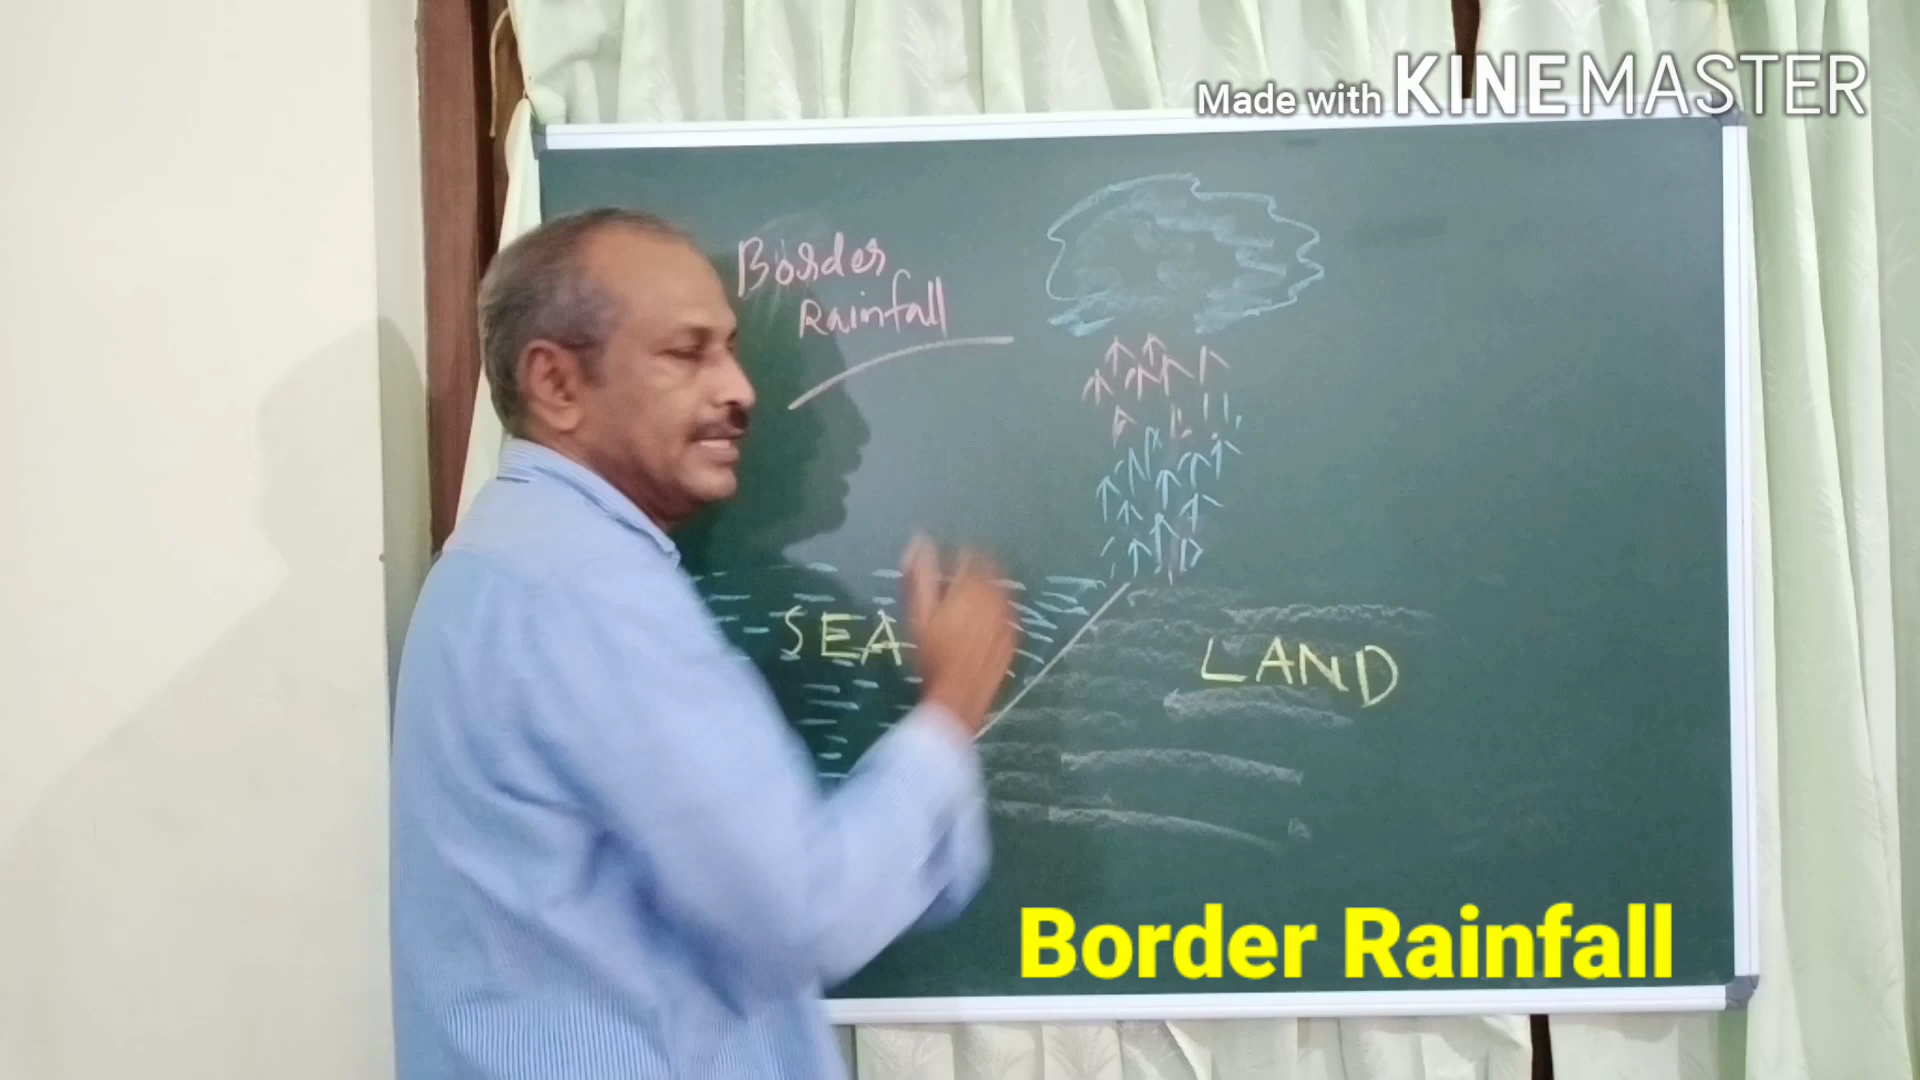 Made with KINEMASTER
Border
Rainfall
SEA
LAND
Border Rainfall